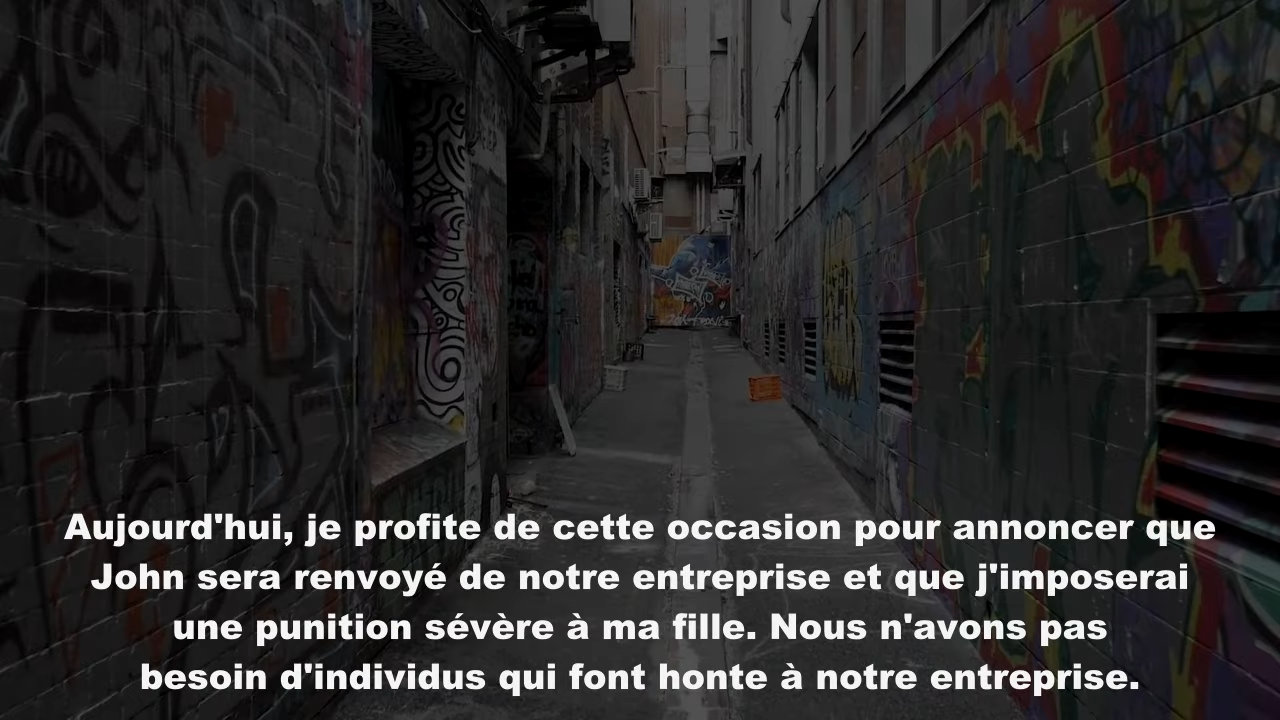 Aujourd'hui, je profite de cette occasion pour annoncer que
John sera renvoyé de notre entreprise et que j'imposerai
une punition sévère à ma fille. Nous n'avons pas
besoin d'individus qui font honte à notre entreprise.